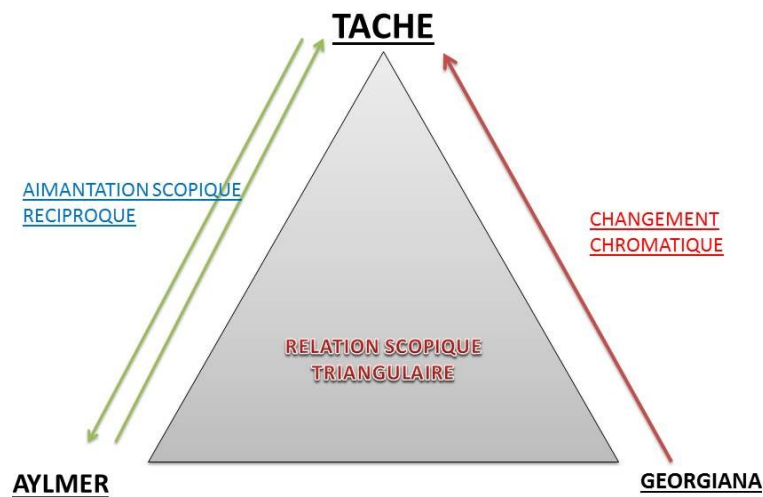 TACHE
AIMANTATION SCOPIQUE
RECIPROQUE
CHANGEMENT
CHROMATIQUE
RELATION SCOPIQUE
TRIANGULAIRE
AYLMER
GEORGIANA